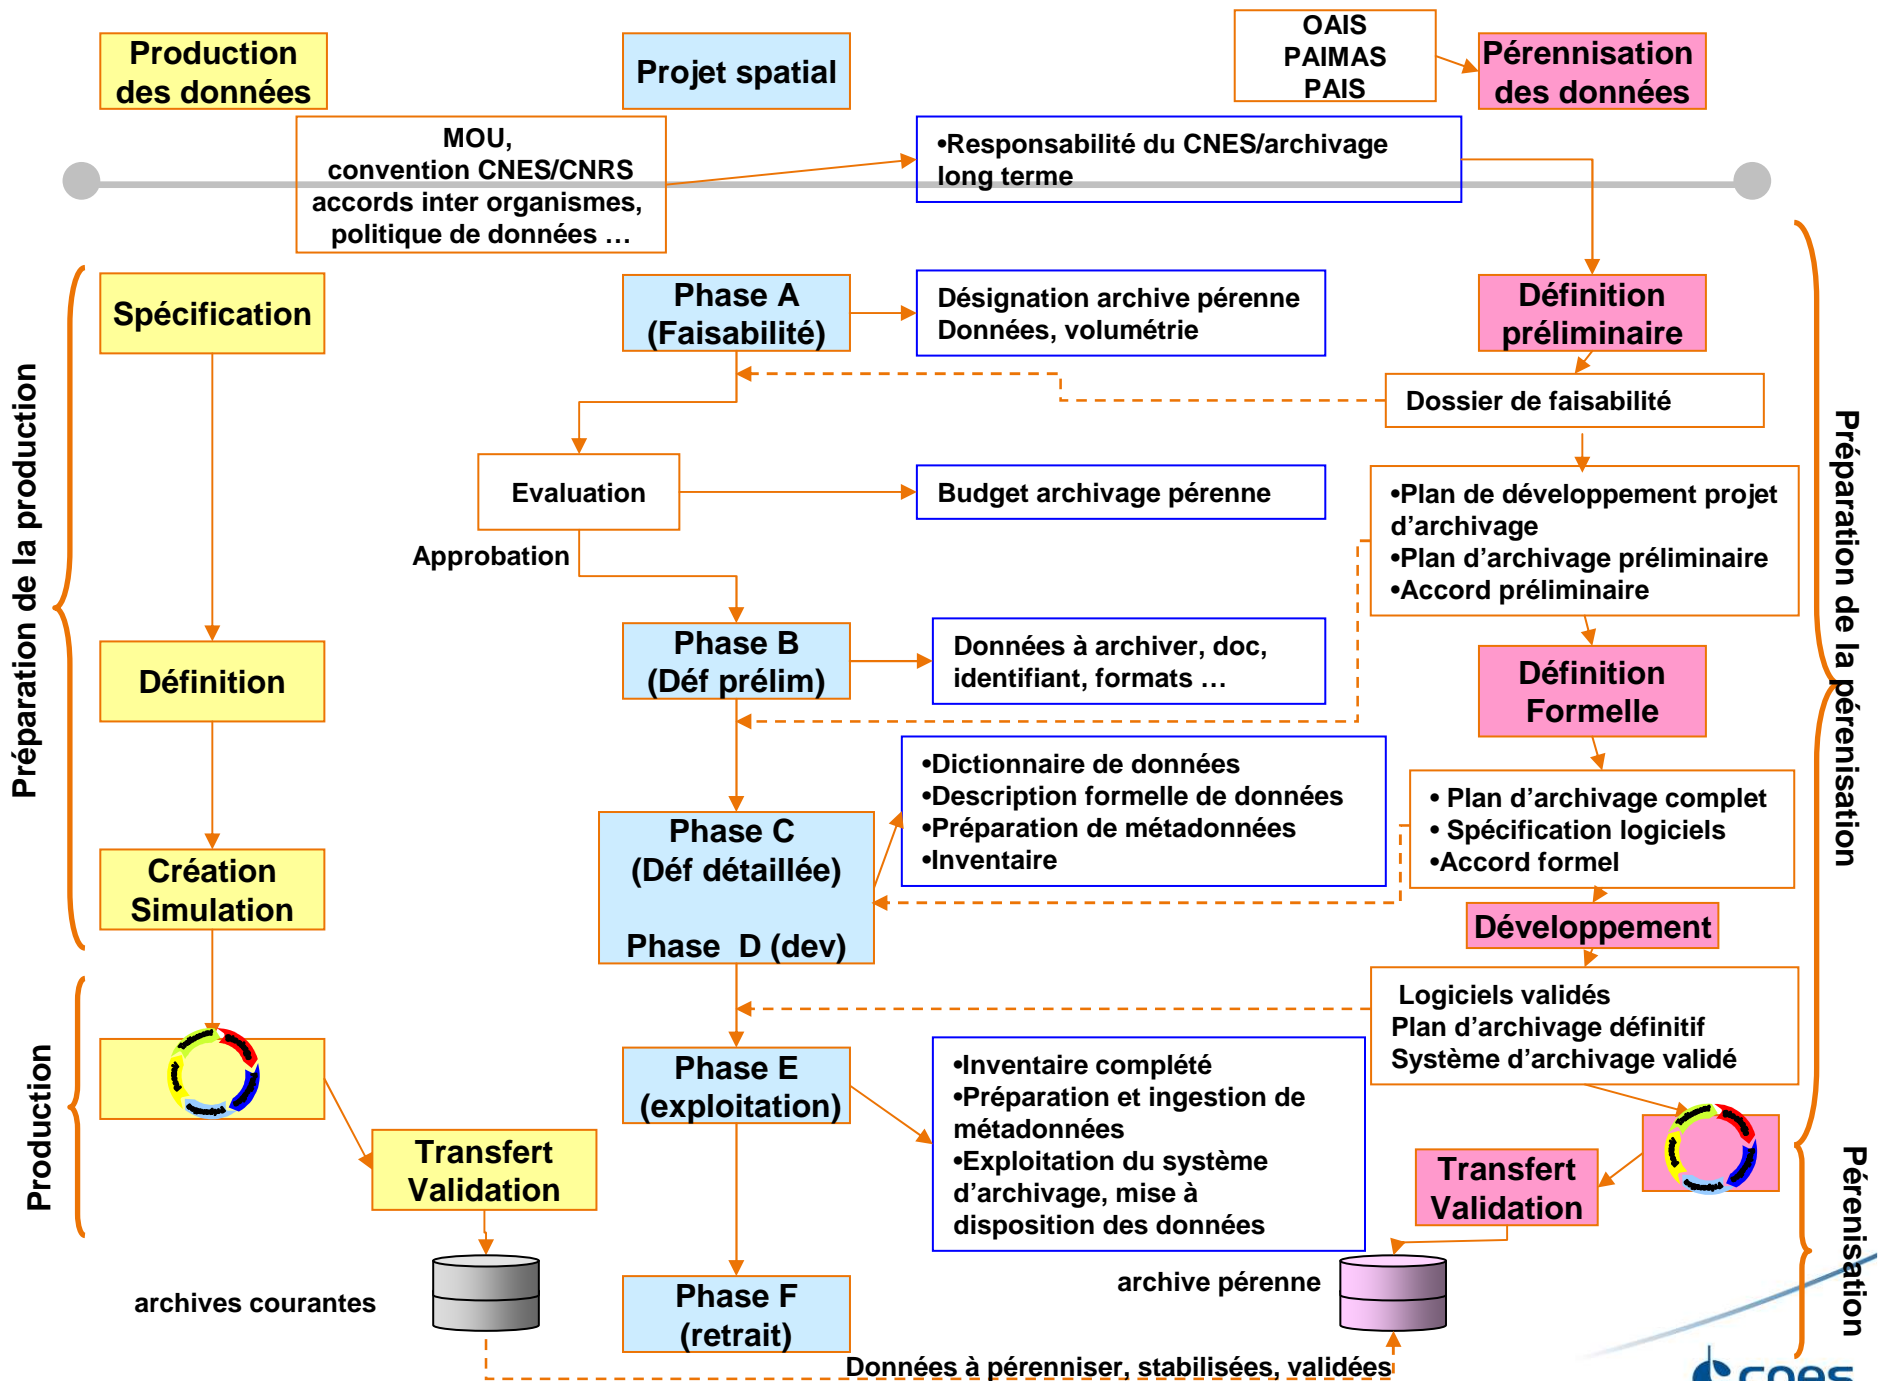 Production
des données
Projet spatial
OAIS
PAIMAS
PAIS
Pérennisation
des données
MOU,
convention CNES/CNRS
accords inter organismes,
politique de données …
•Responsabilité du CNES/archivage
long terme
Préparation de la production
Spécification
Phase A
(Faisabilité)
Désignation archive pérenne
Données, volumétrie
Définition
préliminaire
Dossier de faisabilité
Préparation de la pérenisation
Evaluation
Budget archivage pérenne
•Plan de développement projet
d’archivage
•Plan d’archivage préliminaire
•Accord préliminaire
Approbation
Définition
Phase B
(Déf prélim)
Données à archiver, doc,
identifiant, formats …
Définition
Formelle
•Dictionnaire de données
•Description formelle de données
•Préparation de métadonnées
•Inventaire
• Plan d’archivage complet
• Spécification logiciels
•Accord formel
Création
Simulation
Phase C
(Déf détaillée)
Phase D (dev)
Développement
Logiciels validés
Plan d’archivage définitif
Système d’archivage validé
Production
Phase E
(exploitation)
•Inventaire complété
•Préparation et ingestion de
métadonnées
•Exploitation du système
d’archivage, mise à
disposition des données
Transfert
Validation
Transfert
Validation
Pérenisation
archives courantes
Phase F
(retrait)
archive pérenne
Données à pérenniser, stabilisées, validées
cnes